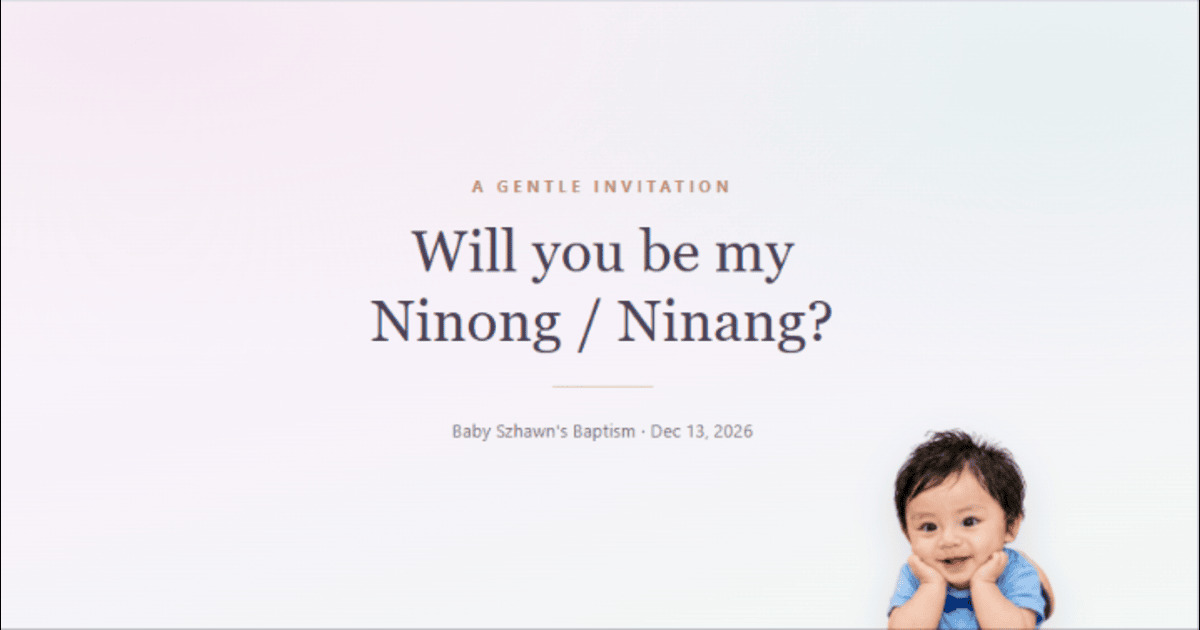 A GENTLE INVITATION
Will you be my
Ninong / Ninang?
Baby Szhawn's Baptism · Dec 13, 2026